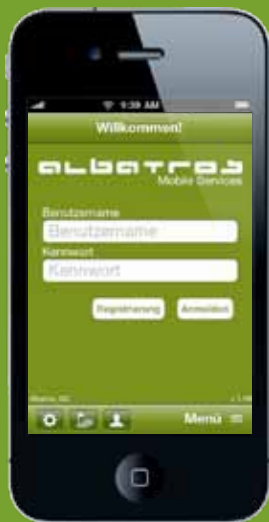 9:39 AM
Willkommen!
albatros
Mobile Services
Benutzername
Benutzername
Kennwort
Kennwort
Registrierung Anmelden
Menü